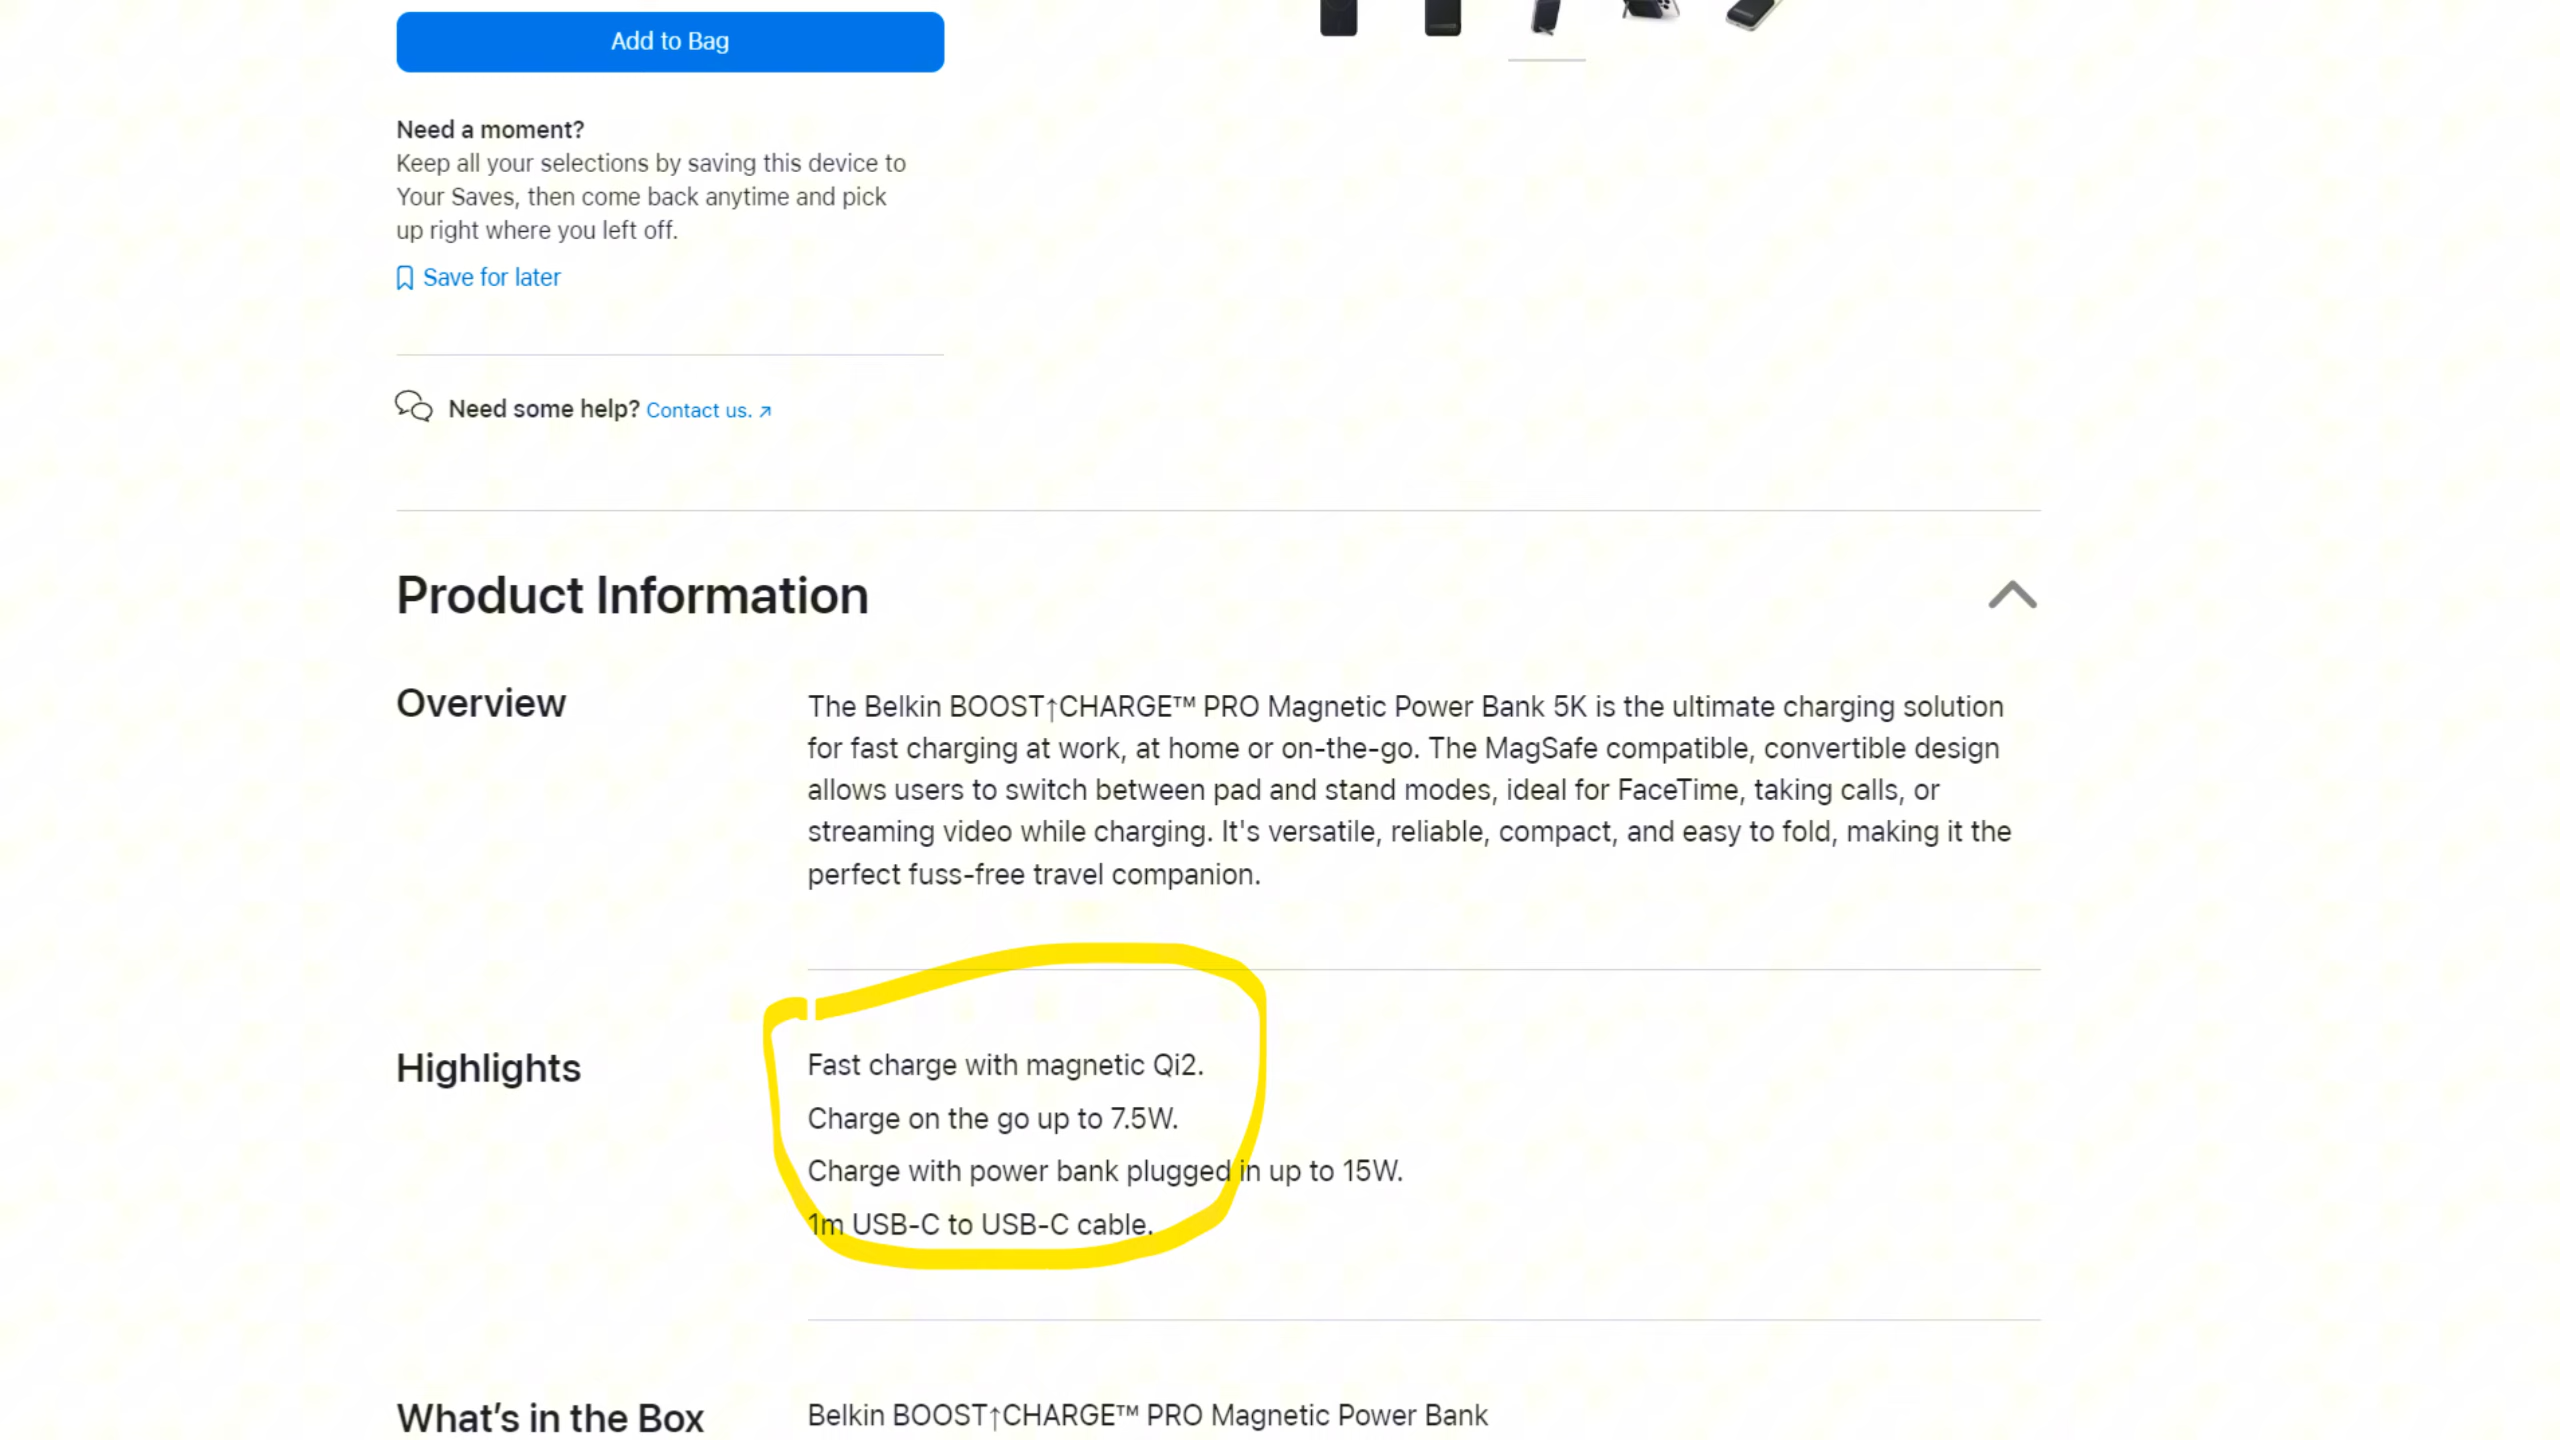 Add to Bag
Need a moment?
Keep all your selections by saving this device to
Your Saves, then come back anytime and pick
up right where you left off.
Save for later
Need some help? Contact us. ↗
Product Information
Overview
The Belkin BOOST↑CHARGE™ PRO Magnetic Power Bank 5K is the ultimate charging solution
for fast charging at work, at home or on-the-go. The MagSafe compatible, convertible design
allows users to switch between pad and stand modes, ideal for FaceTime, taking calls, or
streaming video while charging. It's versatile, reliable, compact, and easy to fold, making it the
perfect fuss-free travel companion.
Highlights
Fast charge with magnetic Qi2.
Charge on the go up to 7.5W.
Charge with power bank plugged in up to 15W.
1m USB-C to USB-C cable.
What's in the Box
Belkin BOOST↑CHARGE™ PRO Magnetic Power Bank